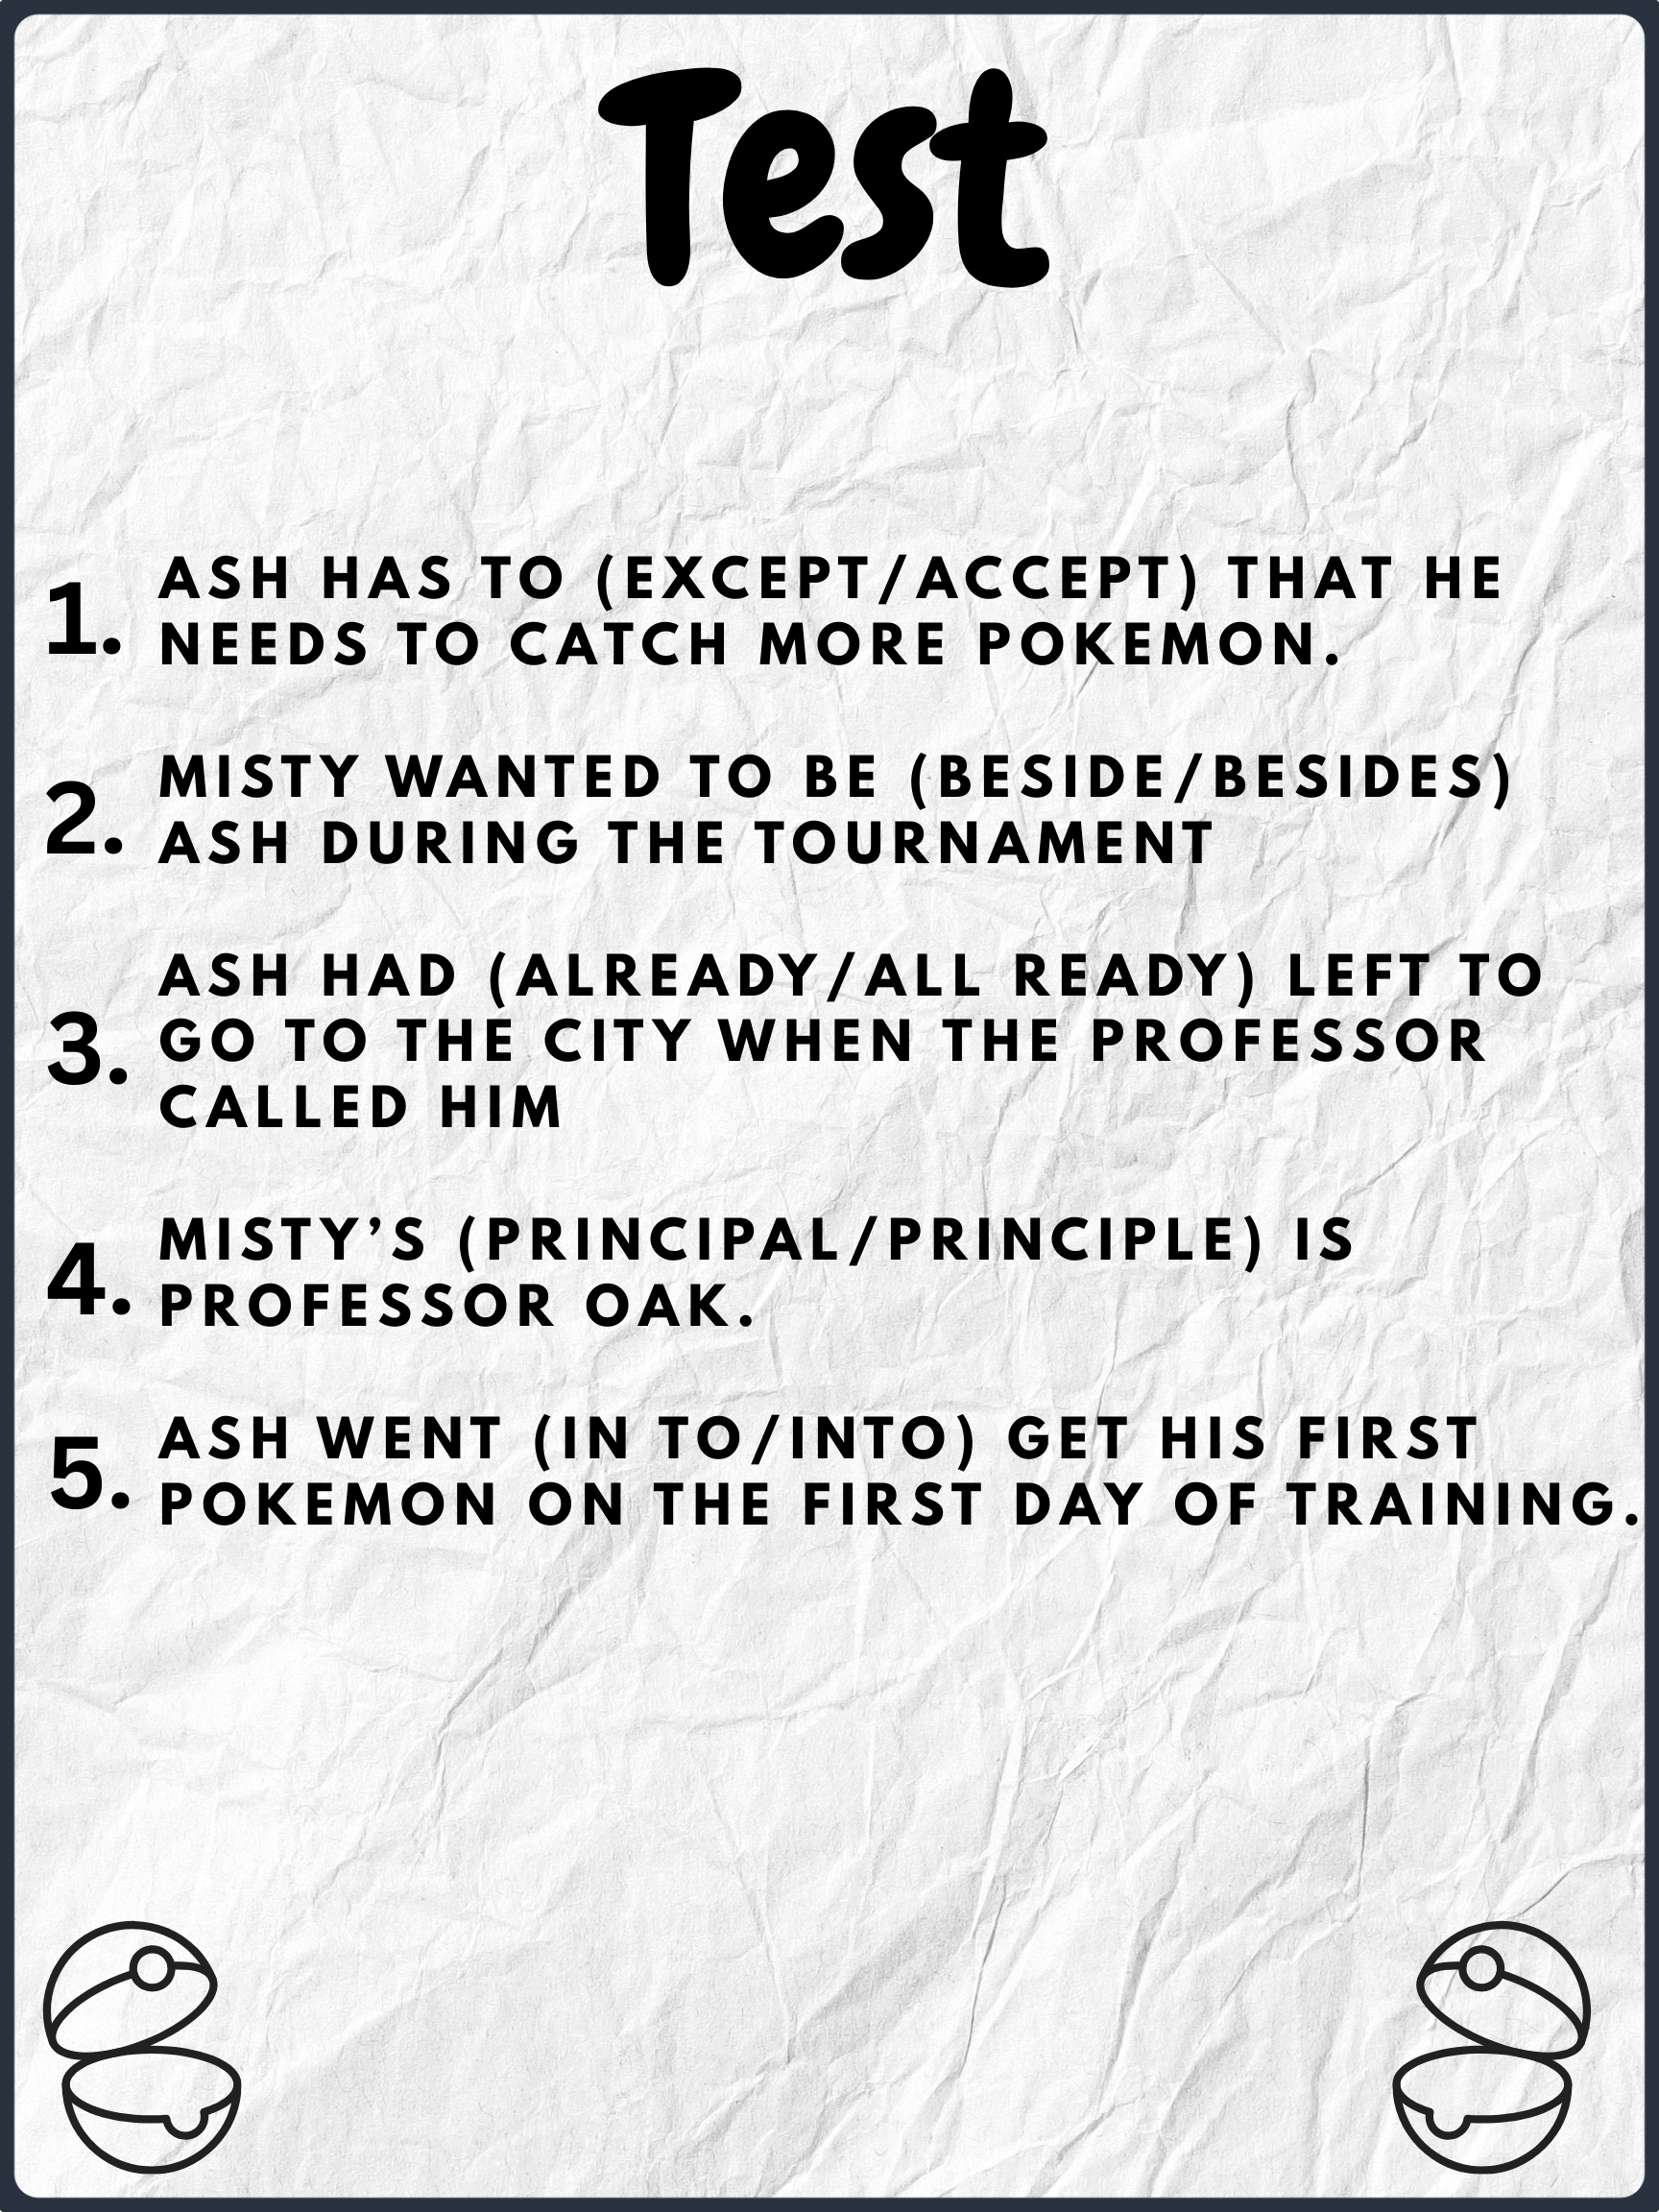 Test
1. ASH HAS TO (EXCEPT/ACCEPT) THAT HE
NEEDS TO CATCH MORE POKEMON.
2. MISTY WANTED TO BE (BESIDE/BESIDES)
ASH DURING THE TOURNAMENT
3. ASH HAD (ALREADY/ALL READY) LEFT TO
GO TO THE CITY WHEN THE PROFESSOR
CALLED HIM
4. MISTY’S (PRINCIPAL/PRINCIPLE) IS
PROFESSOR OAK.
5. ASH WENT (IN TO/INTO) GET HIS FIRST
POKEMON ON THE FIRST DAY OF TRAINING.